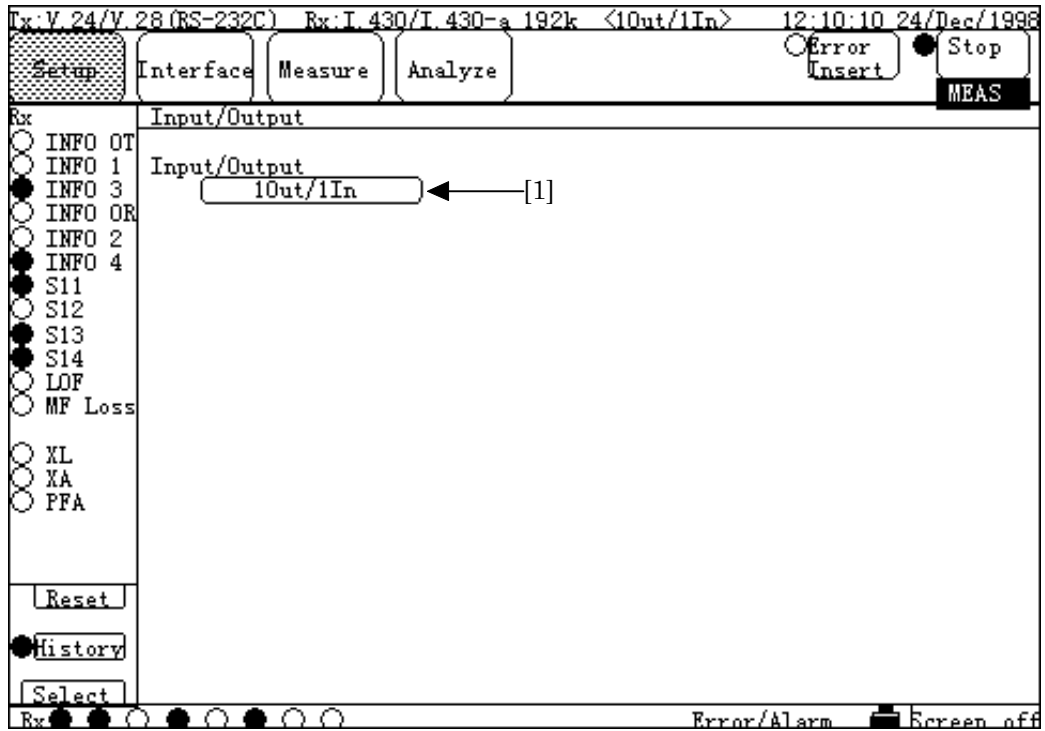 Tx:V.24/V.28(RS-232C) Rx:I.430/I.430-a 192k <1Out/1In> 12:10:10 24/Dec/1998
Setup Interface Measure Analyze Error Insert Stop
MEAS
Rx
Input/Output
INFO OT
INFO 1
INFO 3
INFO OR
INFO 2
INFO 4
S11
S12
S13
S14
LOF
MF Loss
XL
XA
PFA
Input/Output
1Out/1In [1]
Reset
History
Select
Rx Error/Alarm Screen off